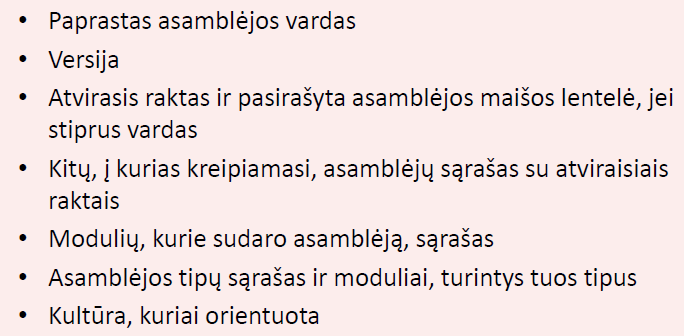 • Paprastas asamblėjos vardas
• Versija
• Atvirasis raktas ir pasirašyta asamblėjos maišos lentelė, jei
stiprus vardas
• Kitų, į kurias kreipiamasi, asamblėjų sąrašas su atviraisiais
raktais
• Modulių, kurie sudaro asamblėją, sąrašas
• Asamblėjos tipų sąrašas ir moduliai, turintys tuos tipus
• Kultūra, kuriai orientuota